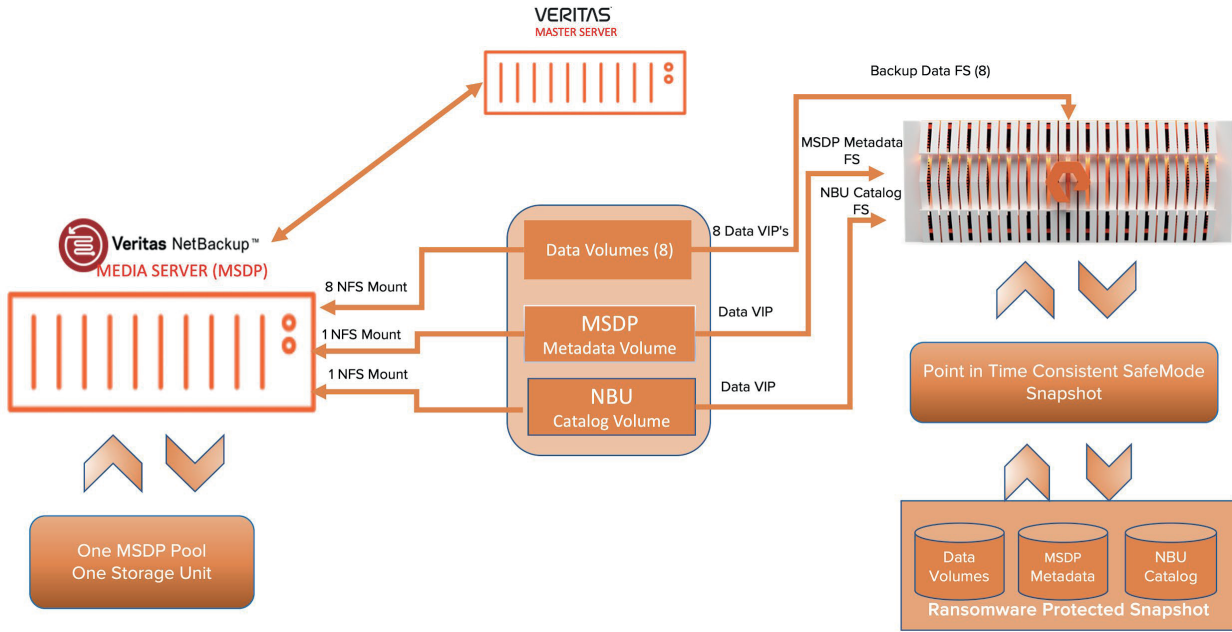 VERITAS
MASTER SERVER
Backup Data FS (8)
MSDP Metadata
FS
NBU Catalog
FS
Veritas NetBackup™
MEDIA SERVER (MSDP)
8 NFS Mount
1 NFS Mount
1 NFS Mount
Data Volumes (8)
MSDP
Metadata Volume
NBU
Catalog Volume
8 Data VIP's
Data VIP
Data VIP
Point in Time Consistent SafeMode
Snapshot
One MSDP Pool
One Storage Unit
Data
Volumes
MSDP
Metadata
NBU
Catalog
Ransomware Protected Snapshot